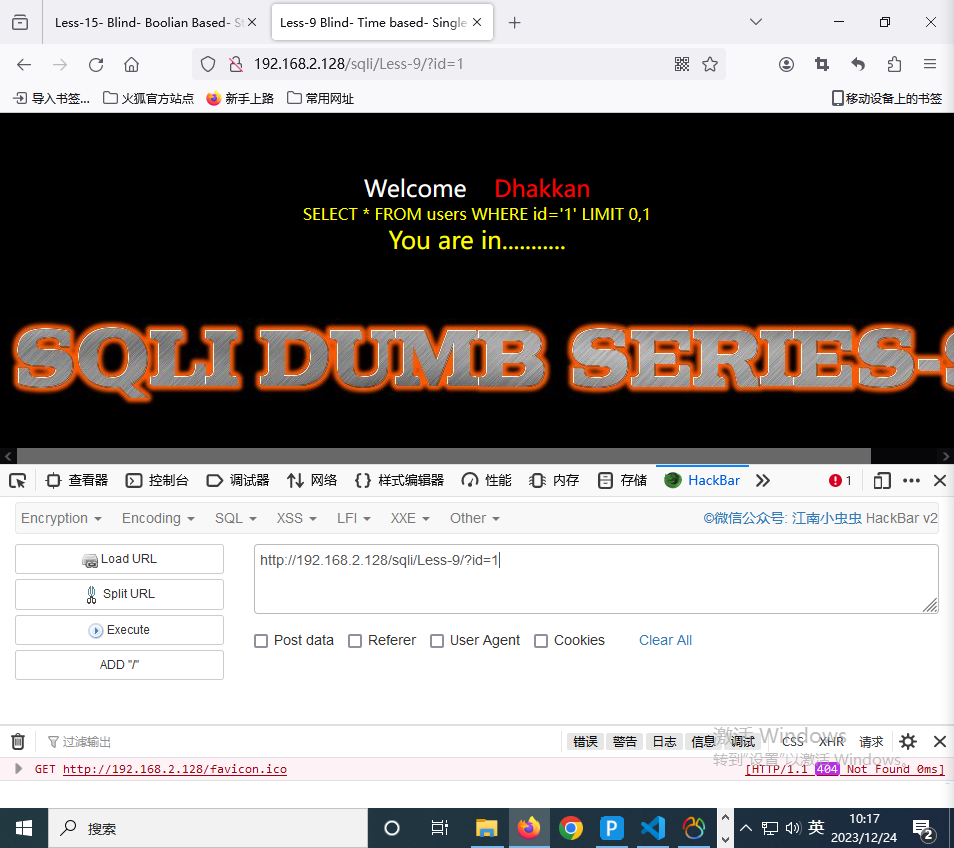 Less-15- Blind- Boolian Based- St
Less-9 Blind- Time based- Single
192.168.2.128/sqli/Less-9/?id=1
导入书签... 火狐官方站点 新手上路 常用网址 移动设备上的书签
Welcome Dhakkan
SELECT * FROM users WHERE id='1' LIMIT 0,1
You are in...........
SQLI DUMB SERIES-9
查看器 控制台 调试器 网络 样式编辑器 性能 内存 存储 HackBar 1
Encryption Encoding SQL XSS LFI XXE Other ©微信公众号: 江南小虫虫 HackBar v2
Load URL http://192.168.2.128/sqli/Less-9/?id=1
Split URL
Execute Post data Referer User Agent Cookies Clear All
ADD "/"
过滤输出 错误 警告 日志 信息 调试 CSS XHR 请求
激活 Windows
转到"设置"以激活 Windows。
GET http://192.168.2.128/favicon.ico [HTTP/1.1 404 Not Found 0ms]
搜索 英 10:17
2023/12/24 2